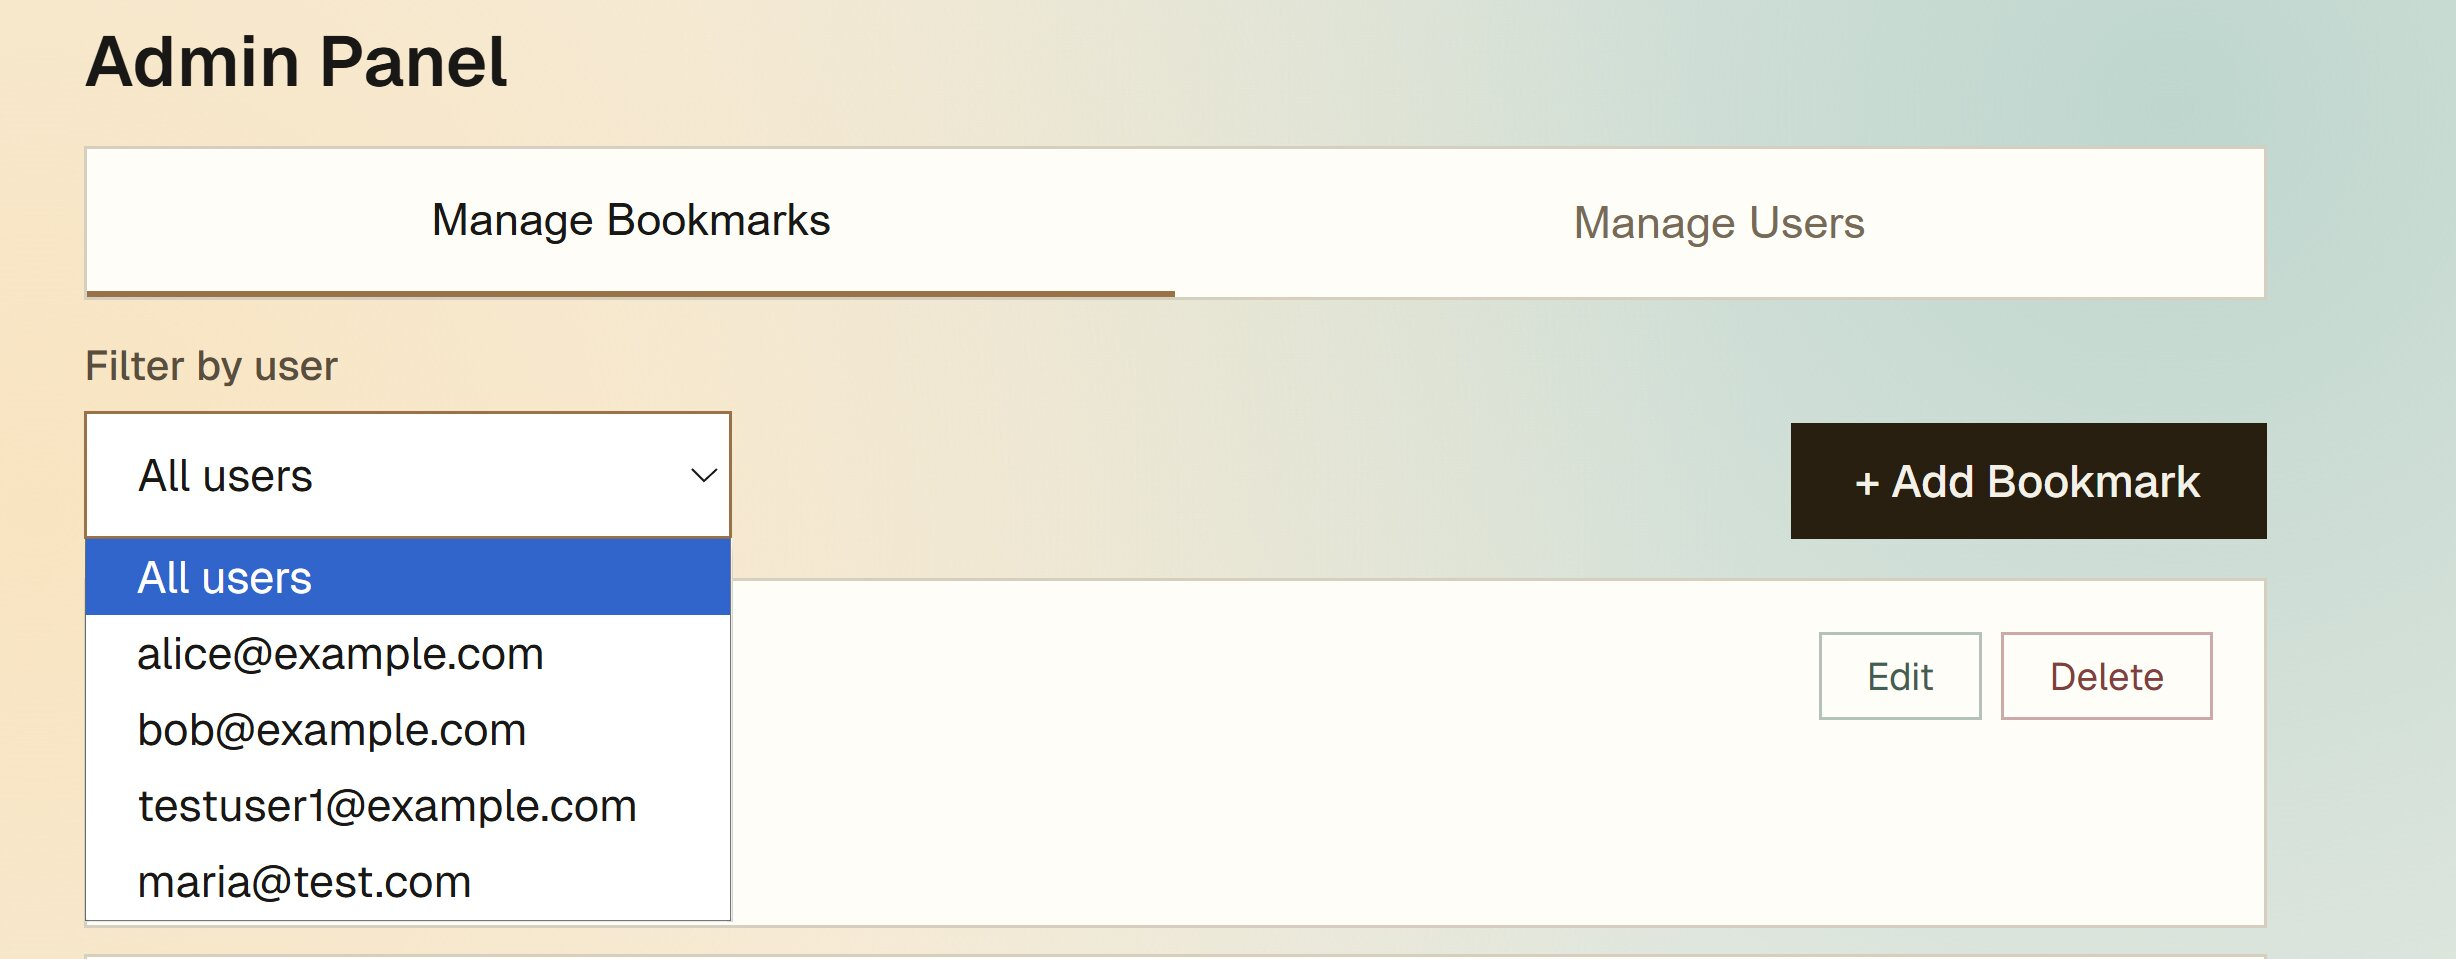 Admin Panel
Manage Bookmarks
Manage Users
Filter by user
All users
+ Add Bookmark
All users
alice@example.com
bob@example.com
testuser1@example.com
maria@test.com
Edit
Delete